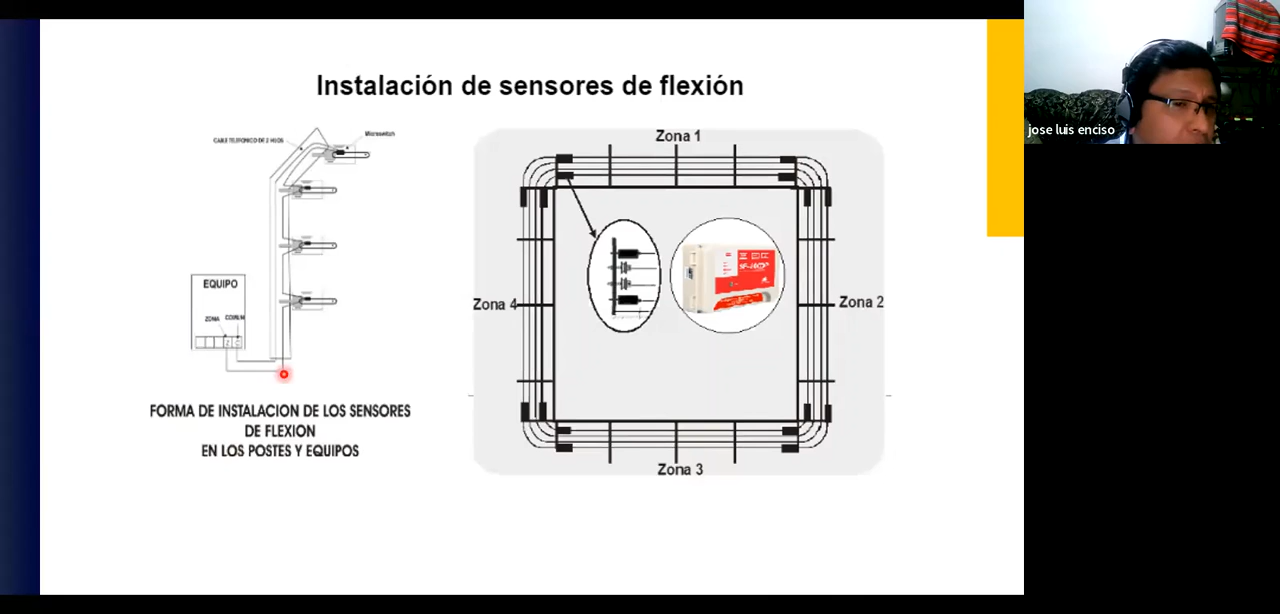 Instalación de sensores de flexión
CABLE TELEFONICO DE 2 HILOS
Microswitch
EQUIPO
ZONA
COMUM
FORMA DE INSTALACION DE LOS SENSORES
DE FLEXION
EN LOS POSTES Y EQUIPOS
Zona 1
Zona 4
Zona 2
Zona 3
jose luis enciso